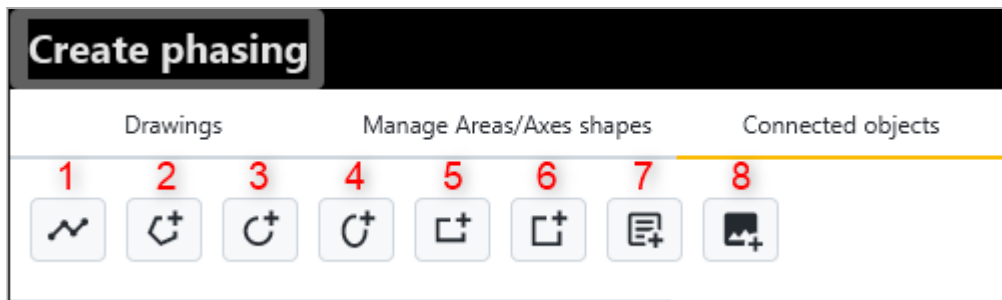 Create phasing
Drawings Manage Areas/Axes shapes Connected objects
1 2 3 4 5 6 7 8